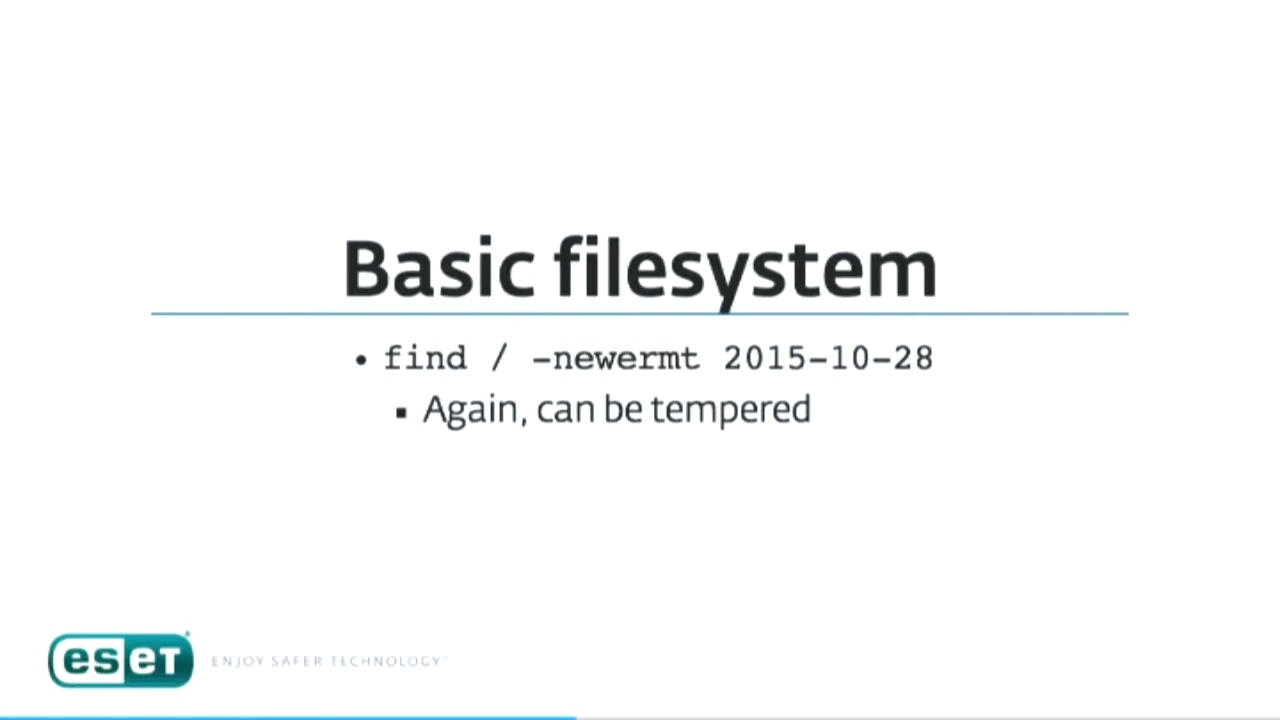 Basic filesystem
• find / -newermt 2015-10-28
▪ Again, can be tempered
eset ENJOY SAFER TECHNOLOGY